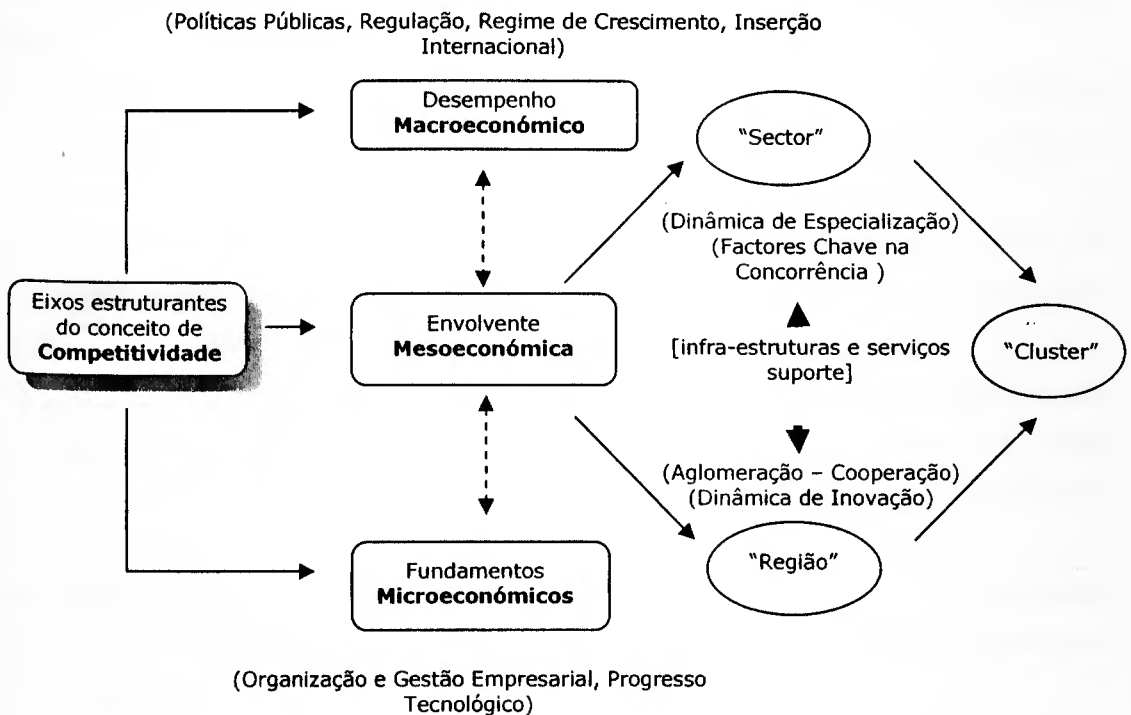 (Políticas Públicas, Regulação, Regime de Crescimento, Inserção
Internacional)
Desempenho
Macroeconómico
"Sector"
(Dinâmica de Especialização)
(Factores Chave na
Concorrência )
Eixos estruturantes
do conceito de
Competitividade
Envolvente
Mesoeconómica
[infra-estruturas e serviços
suporte]
"Cluster"
(Aglomeração – Cooperação)
(Dinâmica de Inovação)
"Região"
Fundamentos
Microeconómicos
(Organização e Gestão Empresarial, Progresso
Tecnológico)